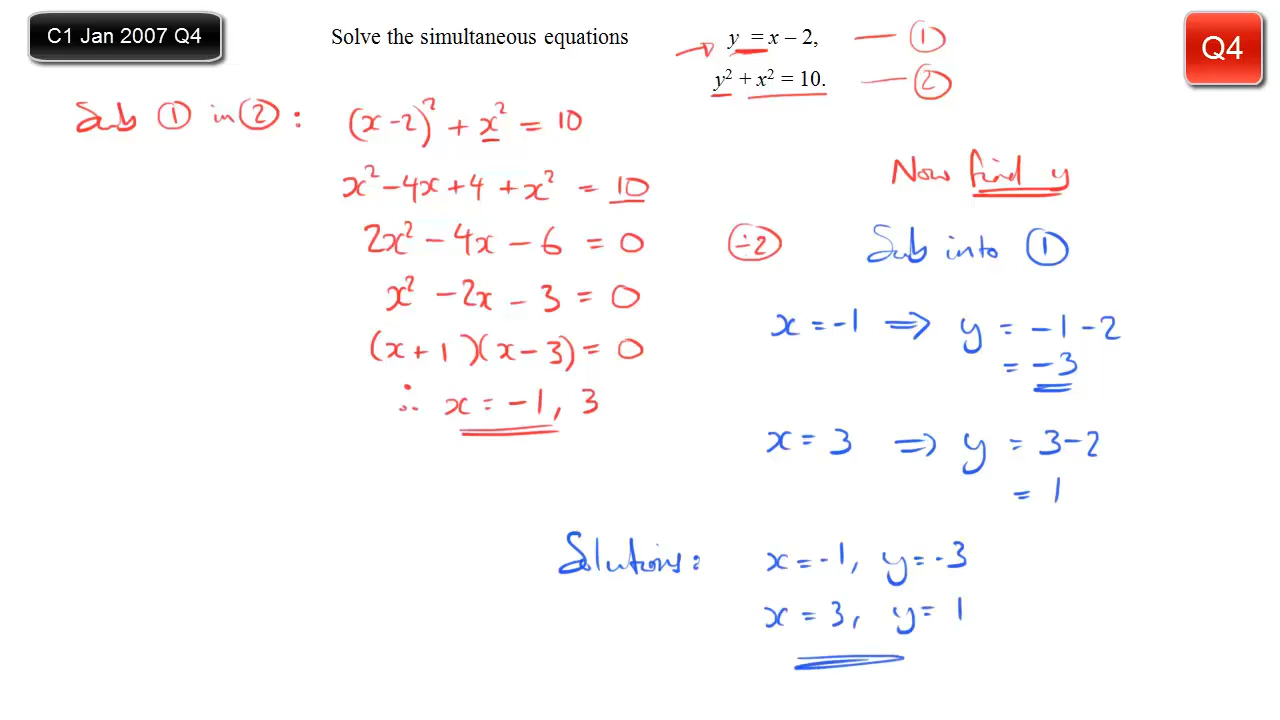 C1 Jan 2007 Q4
Solve the simultaneous equations
y = x – 2, — ①
y² + x² = 10. — ②
Q4
Sub ① in ② : (x - 2)² + x² = 10
x² - 4x + 4 + x² = 10
2x² - 4x - 6 = 0 ÷2
x² - 2x - 3 = 0
(x + 1)(x - 3) = 0
∴ x = -1, 3
Now find y
Sub into ①
x = -1 ⇒ y = -1 - 2
= -3
x = 3 ⇒ y = 3 - 2
= 1
Solutions: x = -1, y = -3
x = 3, y = 1